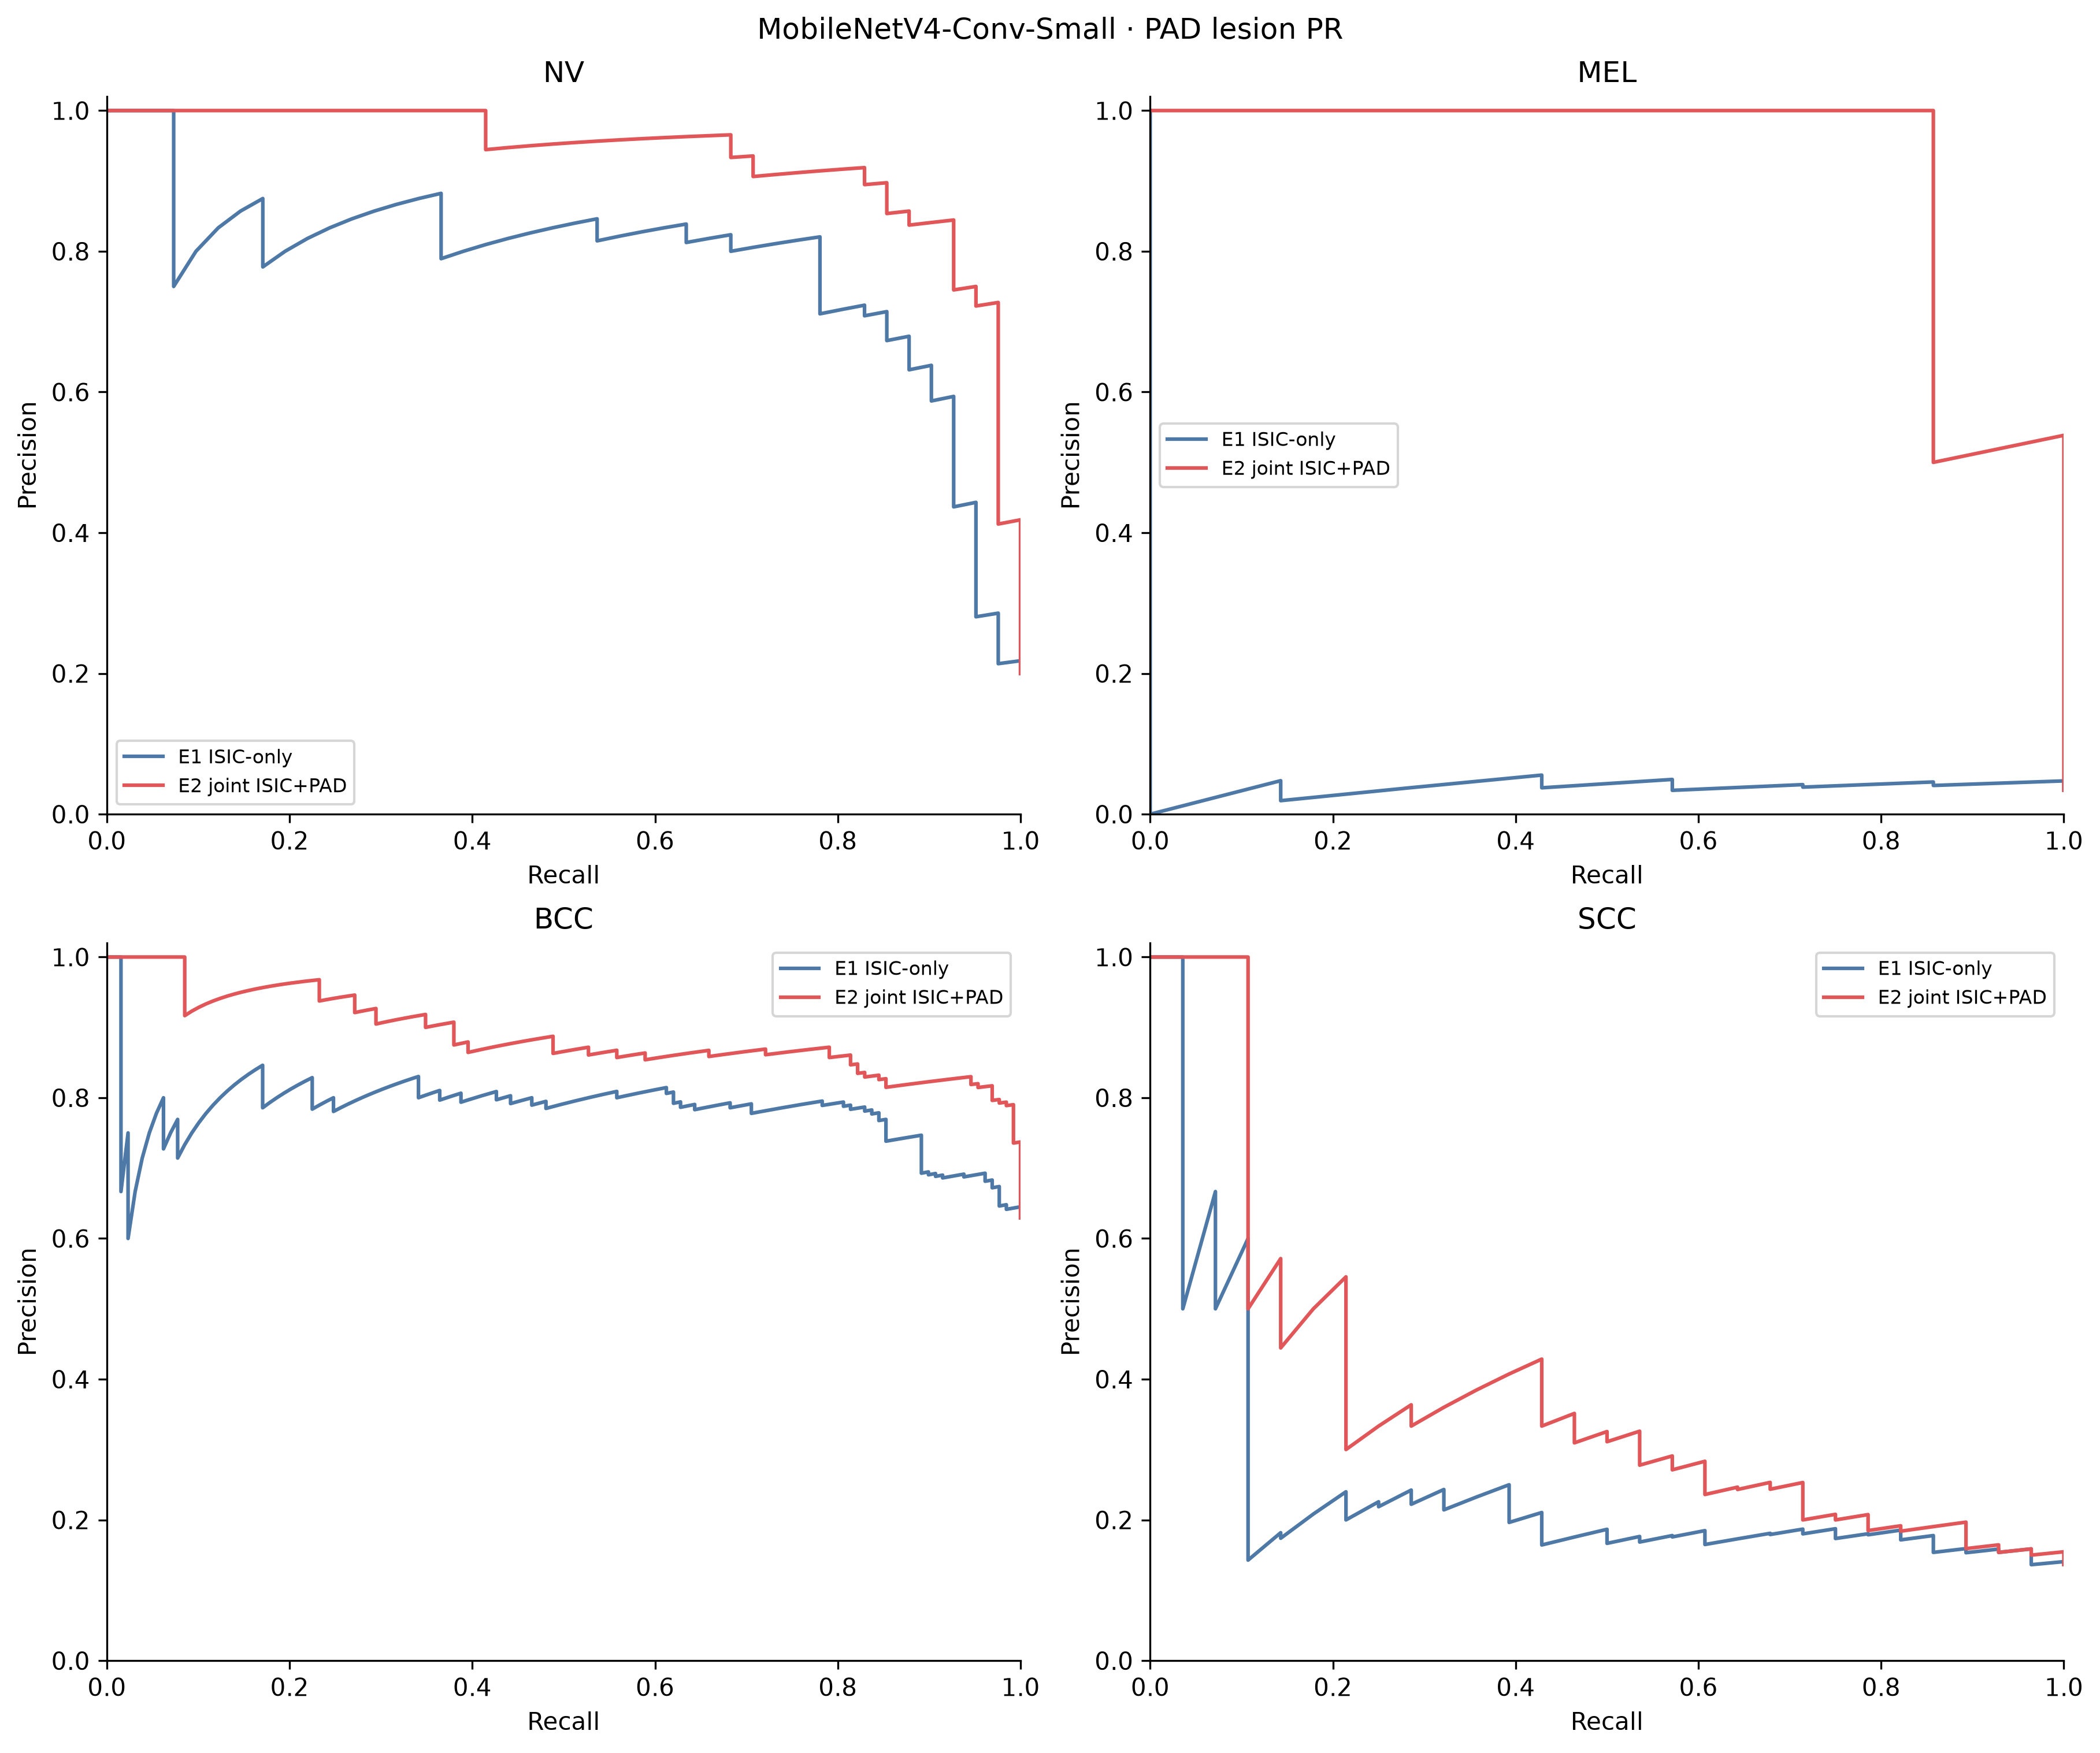 MobileNetV4-Conv-Small · PAD lesion PR
NV
1.0
0.8
0.6
0.4
0.2
0.0
Precision
E1 ISIC-only
E2 joint ISIC+PAD
0.0 0.2 0.4 0.6 0.8 1.0
Recall
MEL
1.0
0.8
0.6
0.4
0.2
0.0
Precision
E1 ISIC-only
E2 joint ISIC+PAD
0.0 0.2 0.4 0.6 0.8 1.0
Recall
BCC
1.0
0.8
0.6
0.4
0.2
0.0
Precision
E1 ISIC-only
E2 joint ISIC+PAD
0.0 0.2 0.4 0.6 0.8 1.0
Recall
SCC
1.0
0.8
0.6
0.4
0.2
0.0
Precision
E1 ISIC-only
E2 joint ISIC+PAD
0.0 0.2 0.4 0.6 0.8 1.0
Recall